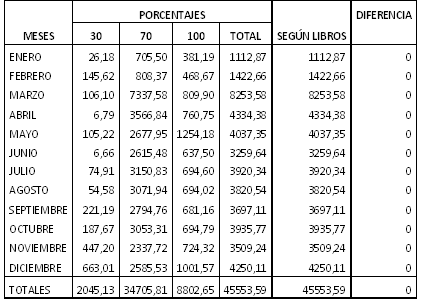 PORCENTAJES DIFERENCIA
MESES 30 70 100 TOTAL SEGÚN LIBROS
ENERO 26,18 705,50 381,19 1112,87 1112,87 0
FEBRERO 145,62 808,37 468,67 1422,66 1422,66 0
MARZO 106,10 7337,58 809,90 8253,58 8253,58 0
ABRIL 6,79 3566,84 760,75 4334,38 4334,38 0
MAYO 105,22 2677,95 1254,18 4037,35 4037,35 0
JUNIO 6,66 2615,48 637,50 3259,64 3259,64 0
JULIO 74,91 3150,83 694,60 3920,34 3920,34 0
AGOSTO 54,58 3071,94 694,02 3820,54 3820,54 0
SEPTIEMBRE 221,19 2794,76 681,16 3697,11 3697,11 0
OCTUBRE 187,67 3053,31 694,79 3935,77 3935,77 0
NOVIEMBRE 447,20 2337,72 724,32 3509,24 3509,24 0
DICIEMBRE 663,01 2585,53 1001,57 4250,11 4250,11 0
TOTALES 2045,13 34705,81 8802,65 45553,59 45553,59 0